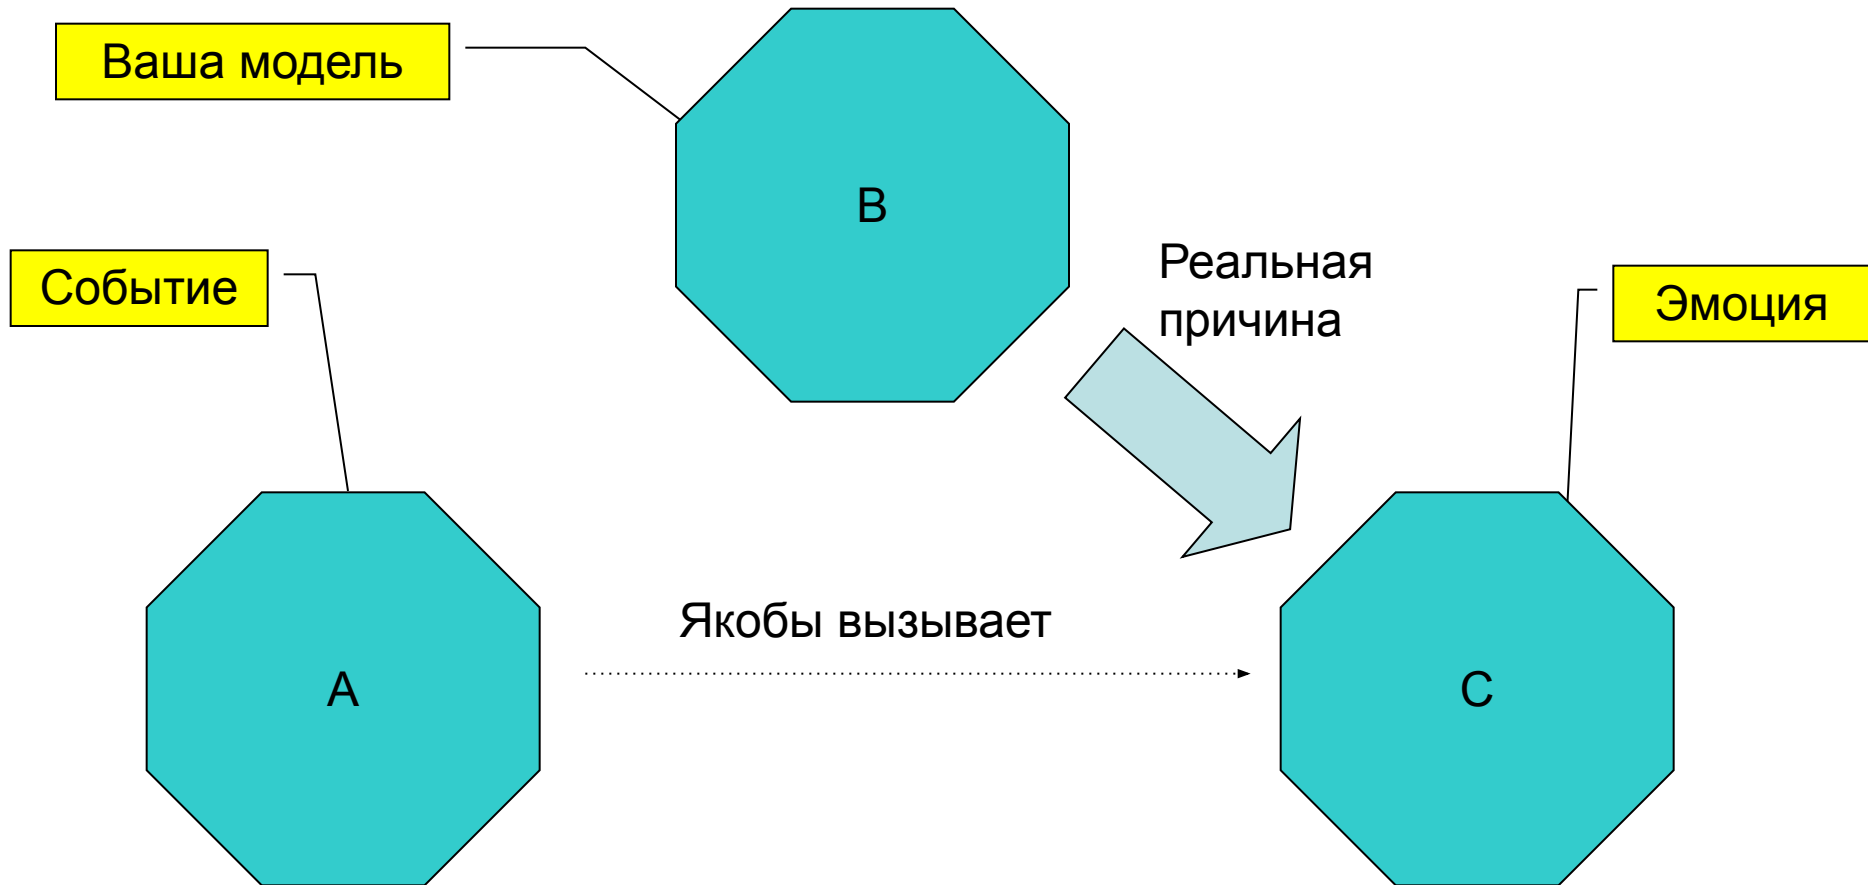 Ваша модель
B
Событие
Реальная
причина
Эмоция
Якобы вызывает
A
C